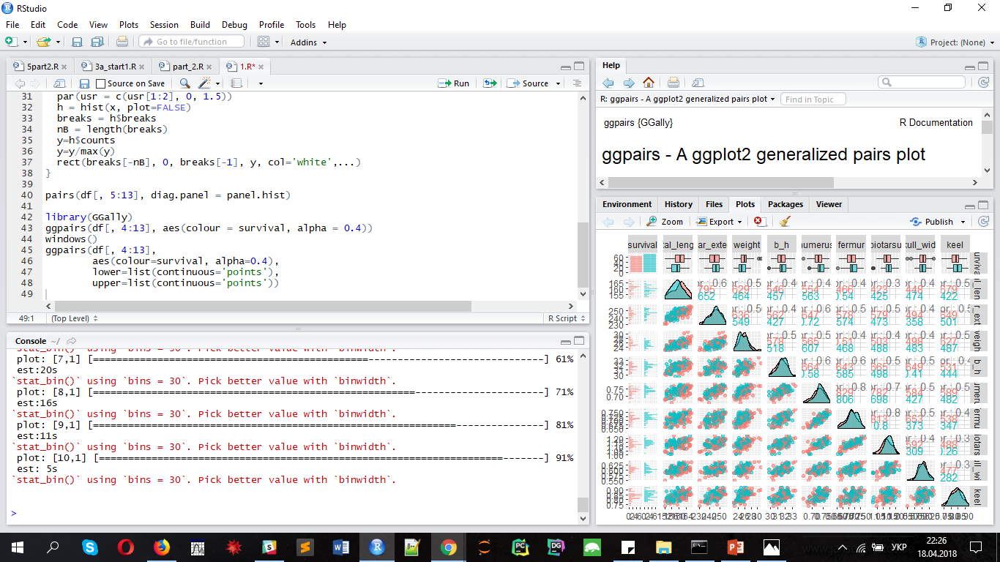 RStudio
File Edit Code View Plots Session Build Debug Profile Tools Help
Go to file/function Addins Project: (None)
5part2.R 3a_start1.R part_2.R 1.R*
Source on Save Run Source
31 par(usr = c(usr[1:2], 0, 1.5))
32 h = hist(x, plot=FALSE)
33 breaks = h$breaks
34 nB = length(breaks)
35 y=h$counts
36 y=y/max(y)
37 rect(breaks[-nB], 0, breaks[-1], y, col='white',...)
38 }
39
40 pairs(df[, 5:13], diag.panel = panel.hist)
41
42 library(GGally)
43 ggpairs(df[, 4:13], aes(colour = survival, alpha = 0.4))
44 windows()
45 ggpairs(df[, 4:13],
46 aes(colour=survival, alpha=0.4),
47 lower=list(continuous='points'),
48 upper=list(continuous='points'))
49
49:1 (Top Level) R Script
Console ~/
`stat_bin()` using `bins = 30`. Pick better value with `binwidth`.
plot: [7,1] [===============================================------------------------------] 61%
est:20s
`stat_bin()` using `bins = 30`. Pick better value with `binwidth`.
plot: [8,1] [=======================================================----------------------] 71%
est:16s
`stat_bin()` using `bins = 30`. Pick better value with `binwidth`.
plot: [9,1] [==============================================================---------------] 81%
est:11s
`stat_bin()` using `bins = 30`. Pick better value with `binwidth`.
plot: [10,1] [=====================================================================-------] 91%
est: 5s
`stat_bin()` using `bins = 30`. Pick better value with `binwidth`.
>
Help
R: ggpairs - A ggplot2 generalized pairs plot Find in Topic
ggpairs {GGally} R Documentation
ggpairs - A ggplot2 generalized pairs plot
Environment History Files Plots Packages Viewer
Zoom Export Publish
survival al_leng ar_exte weight b_h umerus fermur biotarsu kull_wid keel
22:26
УКР
18.04.2018